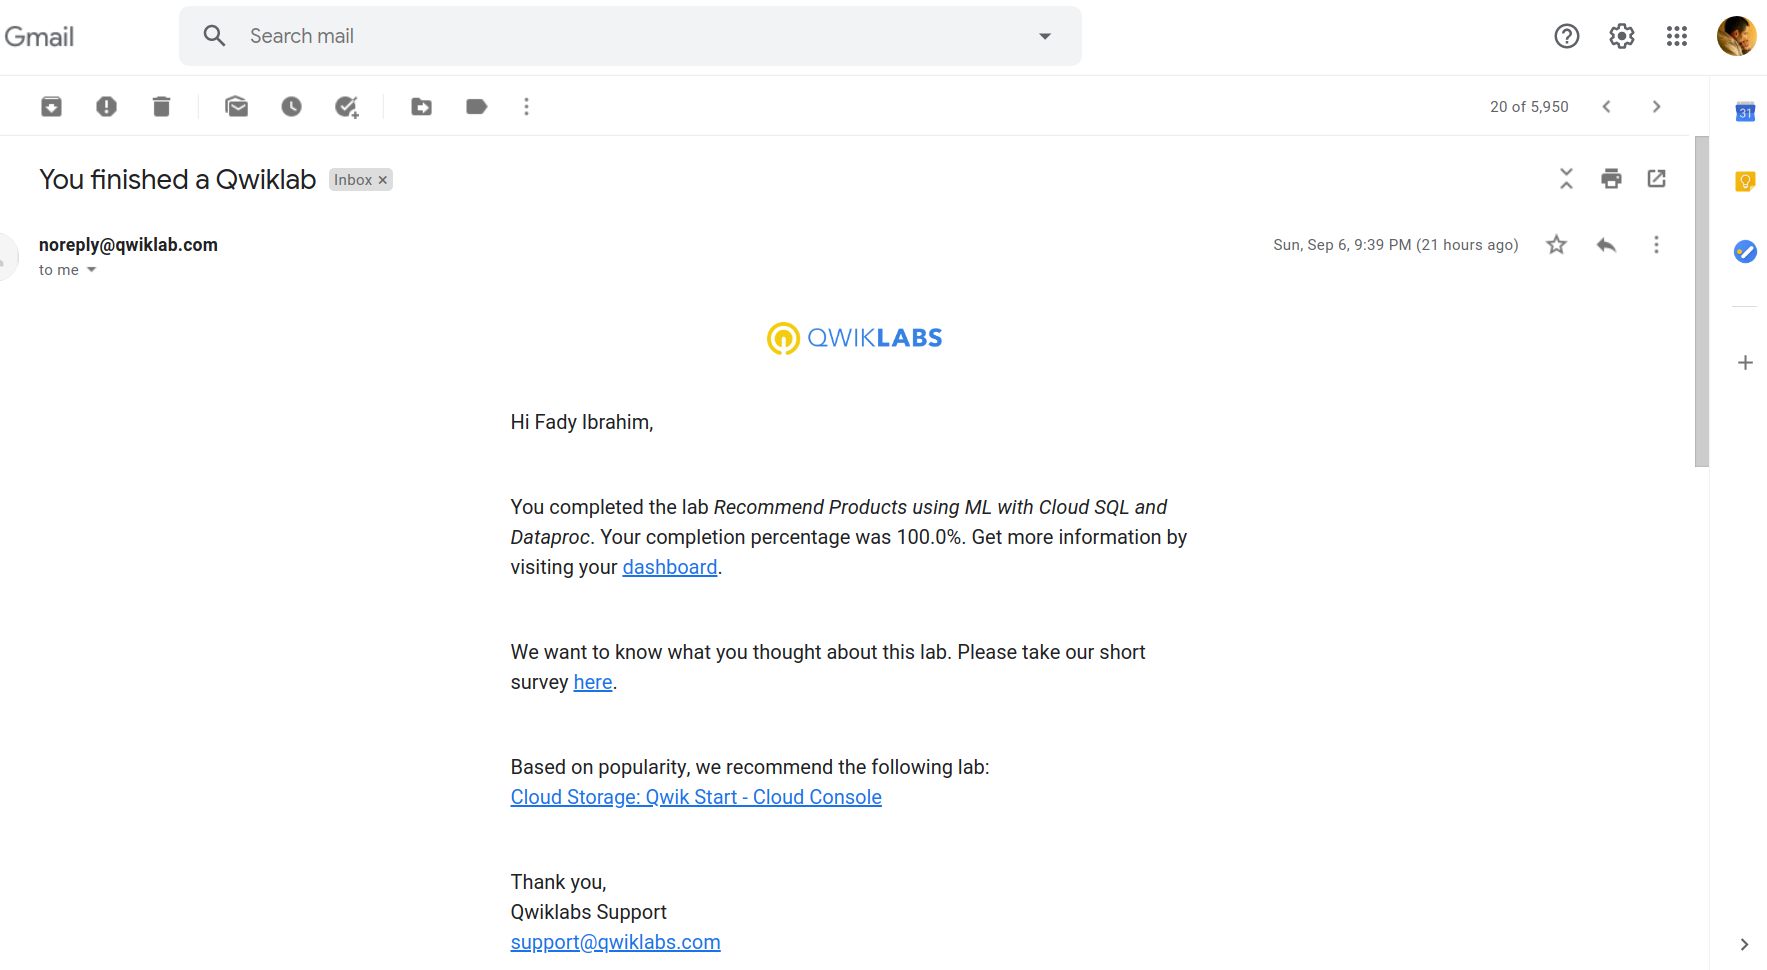 Gmail
Search mail
20 of 5,950
31
You finished a Qwiklab
Inbox ×
noreply@qwiklab.com
Sun, Sep 6, 9:39 PM (21 hours ago)
to me
QWIKLABS
Hi Fady Ibrahim,
You completed the lab Recommend Products using ML with Cloud SQL and
Dataproc. Your completion percentage was 100.0%. Get more information by
visiting your dashboard.
We want to know what you thought about this lab. Please take our short
survey here.
Based on popularity, we recommend the following lab:
Cloud Storage: Qwik Start - Cloud Console
Thank you,
Qwiklabs Support
support@qwiklabs.com